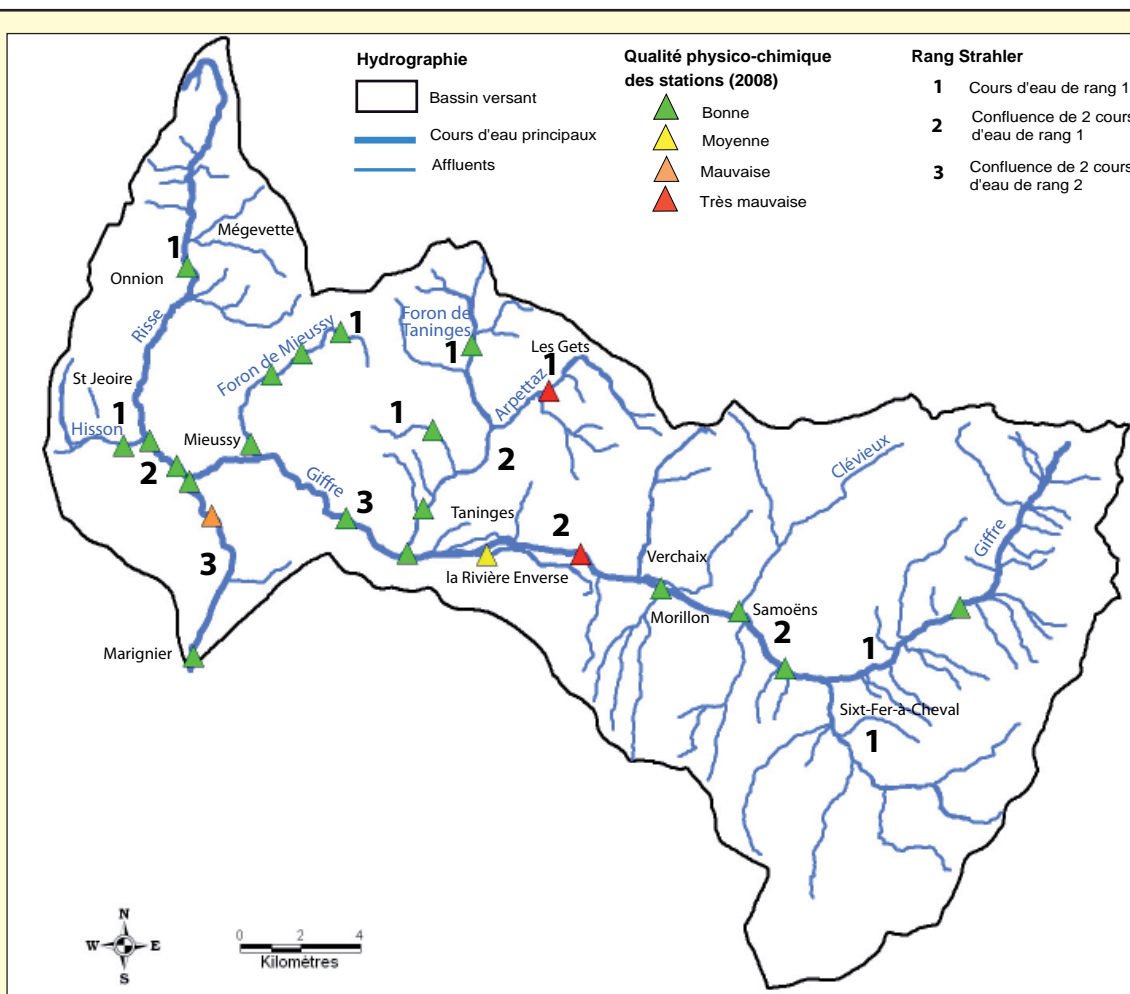 Hydrographie
Bassin versant
Cours d'eau principaux
Affluents
Qualité physico-chimique
des stations (2008)
Bonne
Moyenne
Mauvaise
Très mauvaise
Rang Strahler
1 Cours d'eau de rang 1
2 Confluence de 2 cours
d'eau de rang 1
3 Confluence de 2 cours
d'eau de rang 2
Mégevette
1
Onnion
Risse
Foron de Mieussy
1
Foron de
Taninges
1
Les Gets
1
Arpettaz
St Jeoire
1
Hisson
2
Mieussy
1
2
Giffre
3
Taninges
2
la Rivière Enverse
Clévieux
Verchaix
Morillon
Samoëns
2
Giffre
1
Sixt-Fer-à-Cheval
1
3
Marignier
N
W E
S
0 2 4
Kilomètres